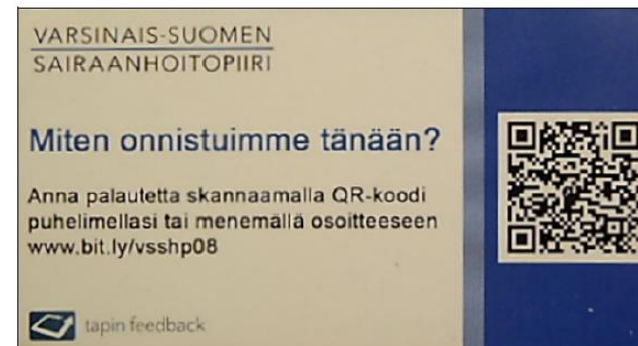 VARSINAIS-SUOMEN
SAIRAANHOITOPIIRI
Miten onnistuimme tänään?
Anna palautetta skannaamalla QR-koodi
puhelimellasi tai menemällä osoitteeseen
www.bit.ly/vsshp08
tapin feedback